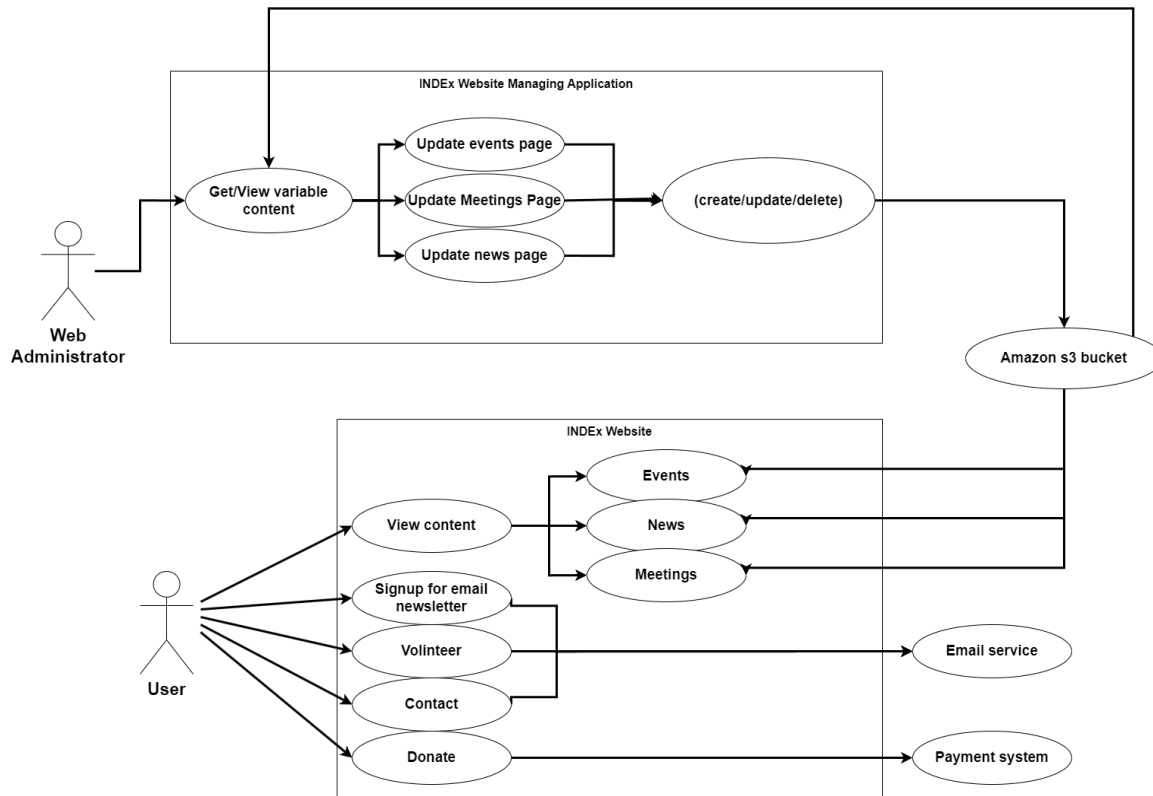 INDEx Website Managing Application
Update events page
Get/View variable
content
Update Meetings Page
(create/update/delete)
Update news page
Web
Administrator
Amazon s3 bucket
INDEx Website
Events
View content
News
Meetings
Signup for email
newsletter
Volinteer
Email service
User
Contact
Donate
Payment system